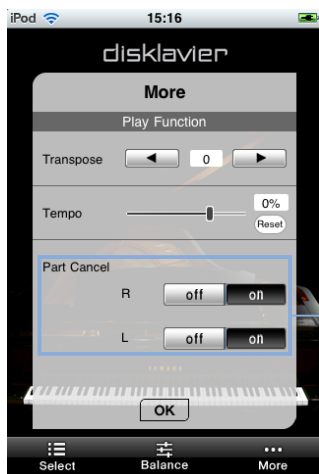 iPod 15:16
disklavier
More
Play Function
Transpose ◄ 0 ►
Tempo 0%
Reset
Part Cancel
R off on
L off on
YAMAHA
OK
Select Balance More